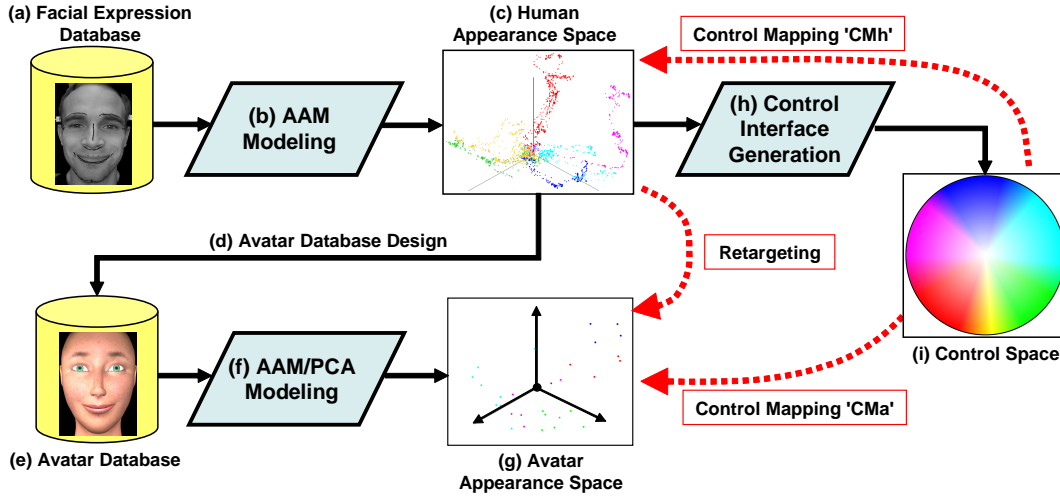 (a) Facial Expression
Database
(c) Human
Appearance Space
Control Mapping 'CMh'
(b) AAM
Modeling
(h) Control
Interface
Generation
(d) Avatar Database Design
Retargeting
(f) AAM/PCA
Modeling
(i) Control Space
Control Mapping 'CMa'
(e) Avatar Database
(g) Avatar
Appearance Space